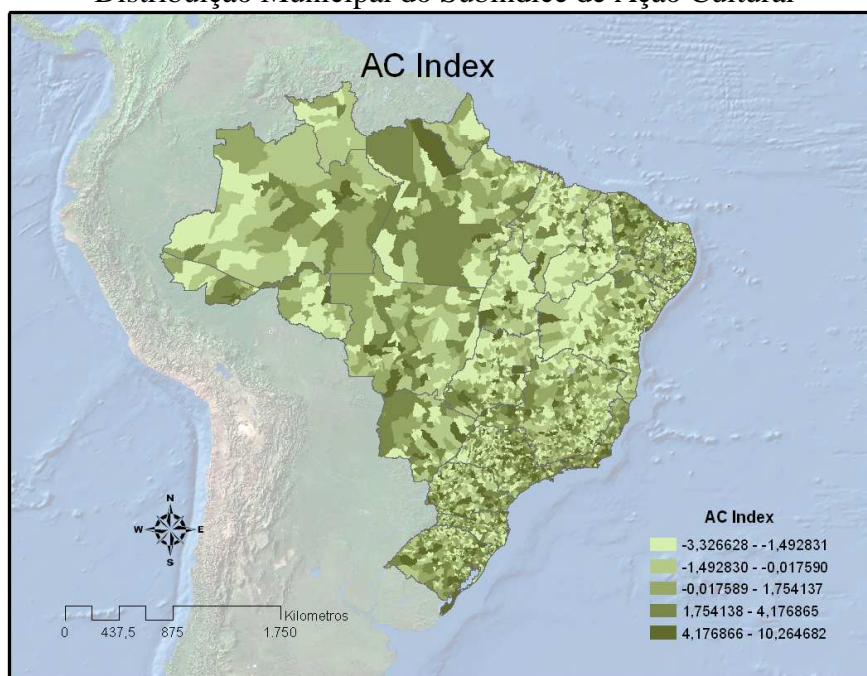 Distribuição Municipal do Subíndice de Ação Cultural
AC Index
N
W E
S
Kilometros
0 437,5 875 1.750
AC Index
-3,326628 - -1,492831
-1,492830 - -0,017590
-0,017589 - 1,754137
1,754138 - 4,176865
4,176866 - 10,264682